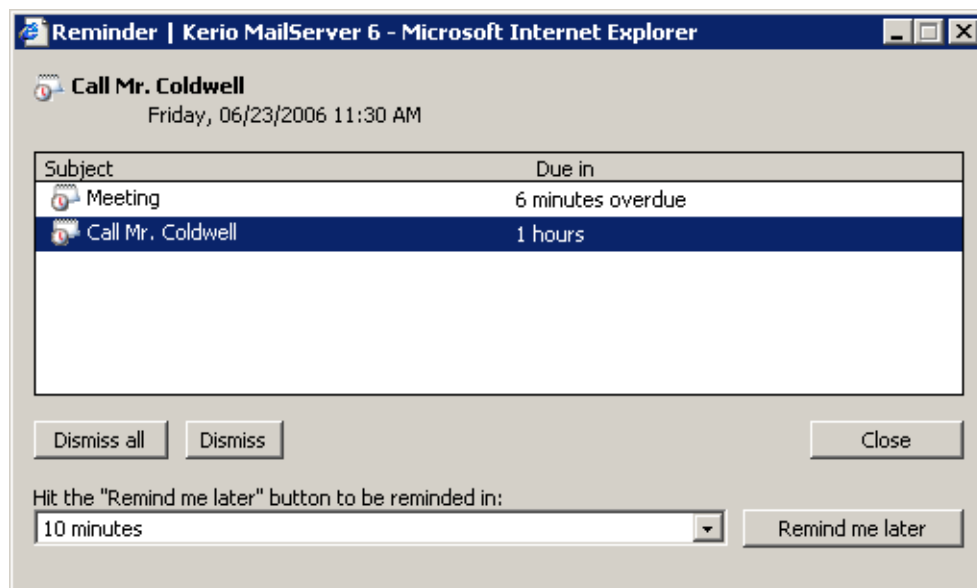 Reminder | Kerio MailServer 6 - Microsoft Internet Explorer
Call Mr. Coldwell
Friday, 06/23/2006 11:30 AM
Subject Due in
Meeting 6 minutes overdue
Call Mr. Coldwell 1 hours
Dismiss all Dismiss Close
Hit the "Remind me later" button to be reminded in:
10 minutes Remind me later